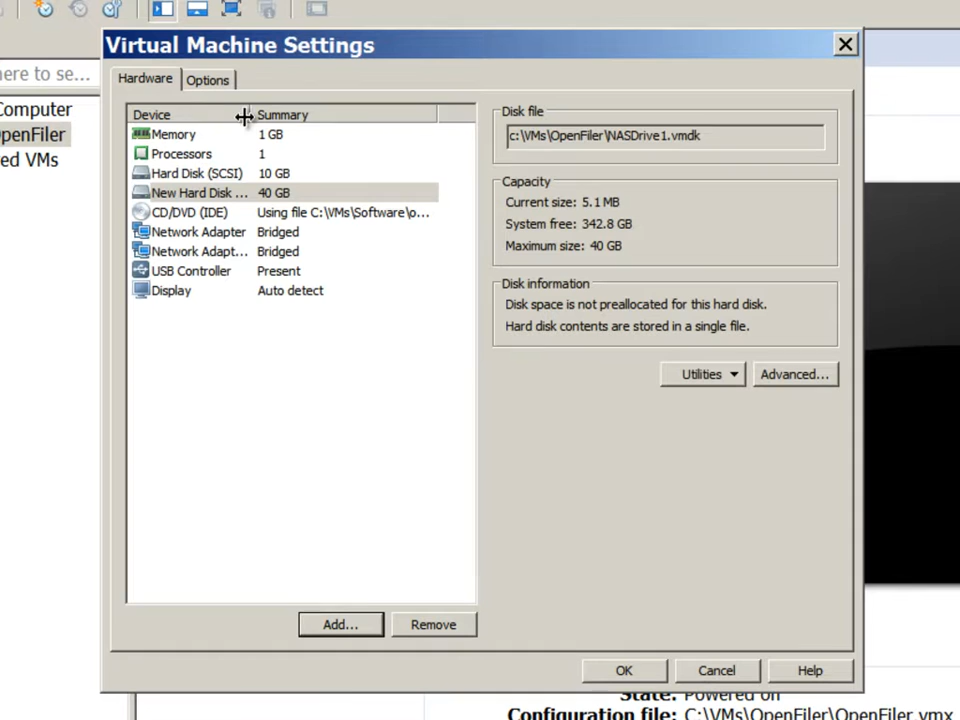 Virtual Machine Settings
here to se...
Computer
OpenFiler
ed VMs
Hardware
Options
Device Summary
Memory 1 GB
Processors 1
Hard Disk (SCSI) 10 GB
New Hard Disk ... 40 GB
CD/DVD (IDE) Using file C:\VMs\Software\o...
Network Adapter Bridged
Network Adapt... Bridged
USB Controller Present
Display Auto detect
Add...
Remove
Disk file
c:\VMs\OpenFiler\NASDrive1.vmdk
Capacity
Current size: 5.1 MB
System free: 342.8 GB
Maximum size: 40 GB
Disk information
Disk space is not preallocated for this hard disk.
Hard disk contents are stored in a single file.
Utilities
Advanced...
OK
Cancel
Help
State: Powered on
Configuration file: C:\VMs\OpenFiler\OpenFiler.vmx